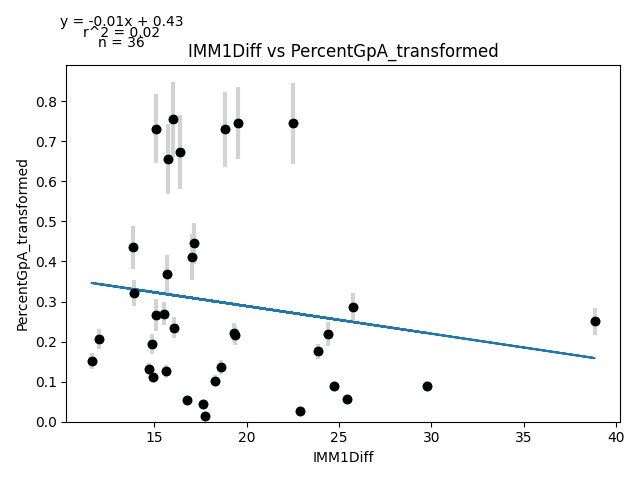 y = -0.01x + 0.43
r^2 = 0.02
n = 36
IMM1Diff vs PercentGpA_transformed
PercentGpA_transformed
0.8
0.7
0.6
0.5
0.4
0.3
0.2
0.1
0.0
15 20 25 30 35 40
IMM1Diff